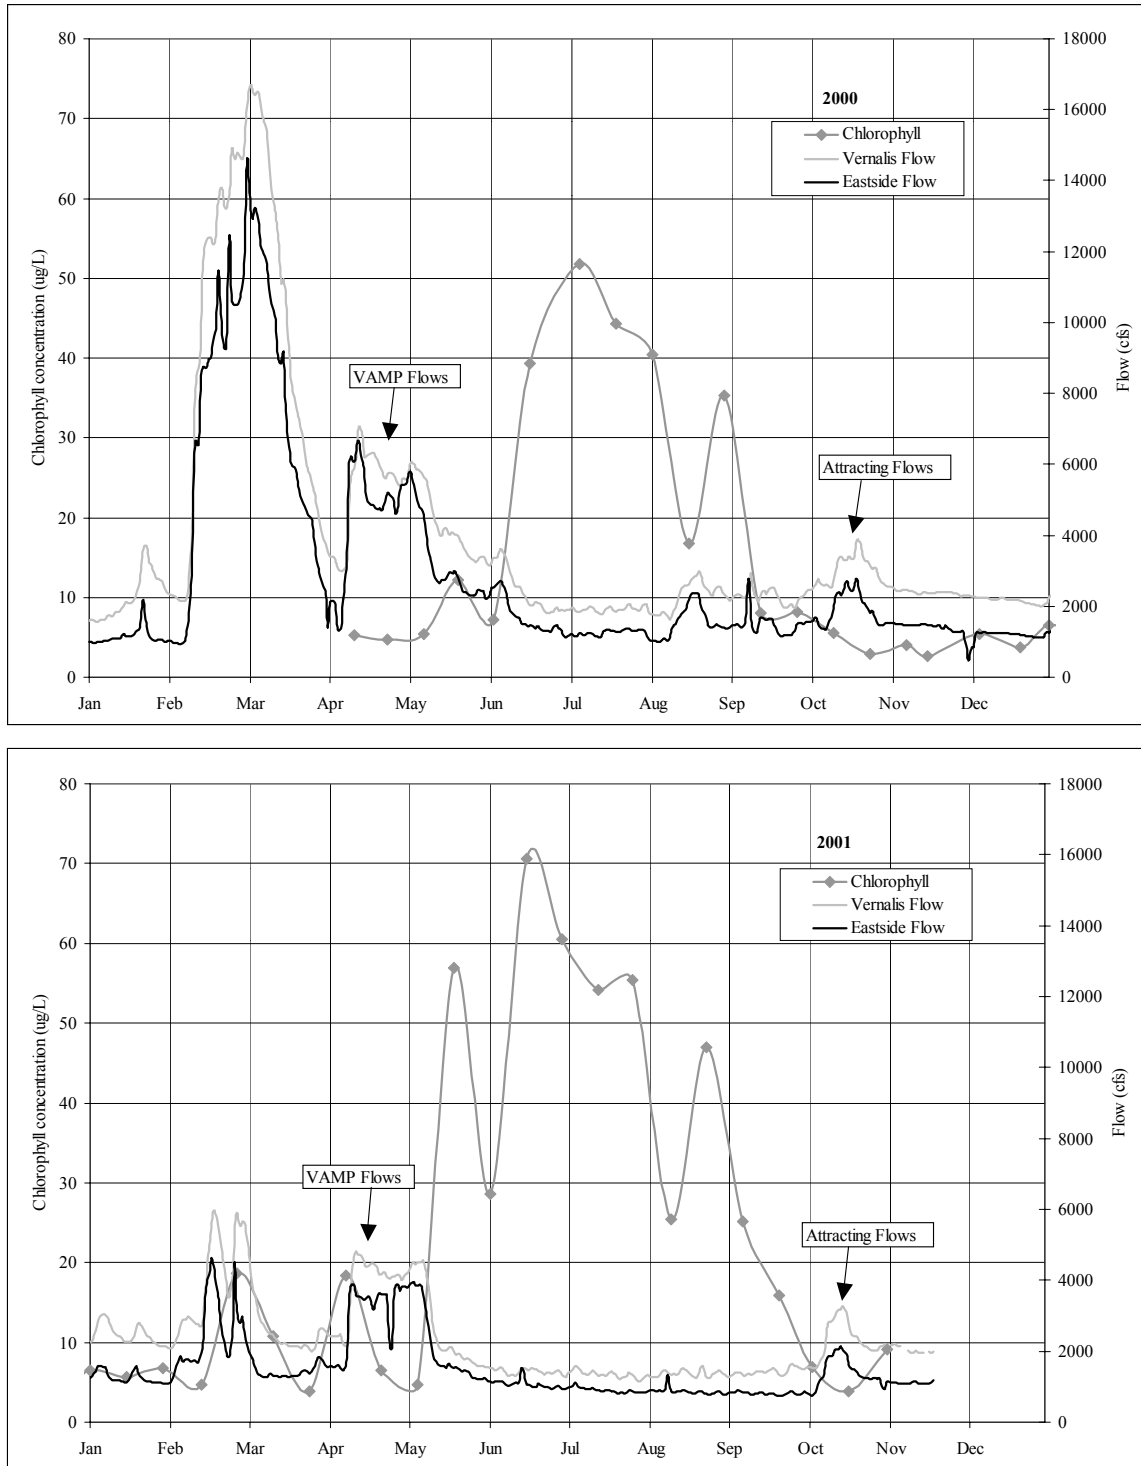 80
70
60
50
40
30
20
10
0
Chlorophyll concentration (ug/L)
18000
16000
14000
12000
10000
8000
6000
4000
2000
0
Flow (cfs)
2000
Chlorophyll
Vernalis Flow
Eastside Flow
VAMP Flows
Attracting Flows
Jan Feb Mar Apr May Jun Jul Aug Sep Oct Nov Dec
80
70
60
50
40
30
20
10
0
Chlorophyll concentration (ug/L)
18000
16000
14000
12000
10000
8000
6000
4000
2000
0
Flow (cfs)
2001
Chlorophyll
Vernalis Flow
Eastside Flow
VAMP Flows
Attracting Flows
Jan Feb Mar Apr May Jun Jul Aug Sep Oct Nov Dec